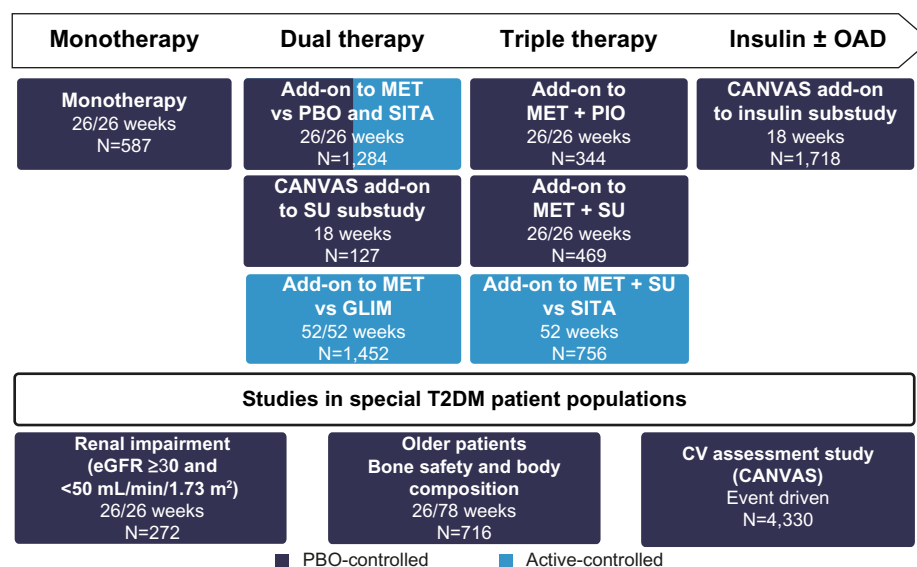 Monotherapy
Dual therapy
Triple therapy
Insulin ± OAD
Monotherapy
26/26 weeks
N=587
Add-on to MET
vs PBO and SITA
26/26 weeks
N=1,284
Add-on to
MET + PIO
26/26 weeks
N=344
CANVAS add-on
to insulin substudy
18 weeks
N=1,718
CANVAS add-on
to SU substudy
18 weeks
N=127
Add-on to
MET + SU
26/26 weeks
N=469
Add-on to MET
vs GLIM
52/52 weeks
N=1,452
Add-on to MET + SU
vs SITA
52 weeks
N=756
Studies in special T2DM patient populations
Renal impairment
(eGFR ≥30 and
<50 mL/min/1.73 m²)
26/26 weeks
N=272
Older patients
Bone safety and body
composition
26/78 weeks
N=716
CV assessment study
(CANVAS)
Event driven
N=4,330
PBO-controlled
Active-controlled